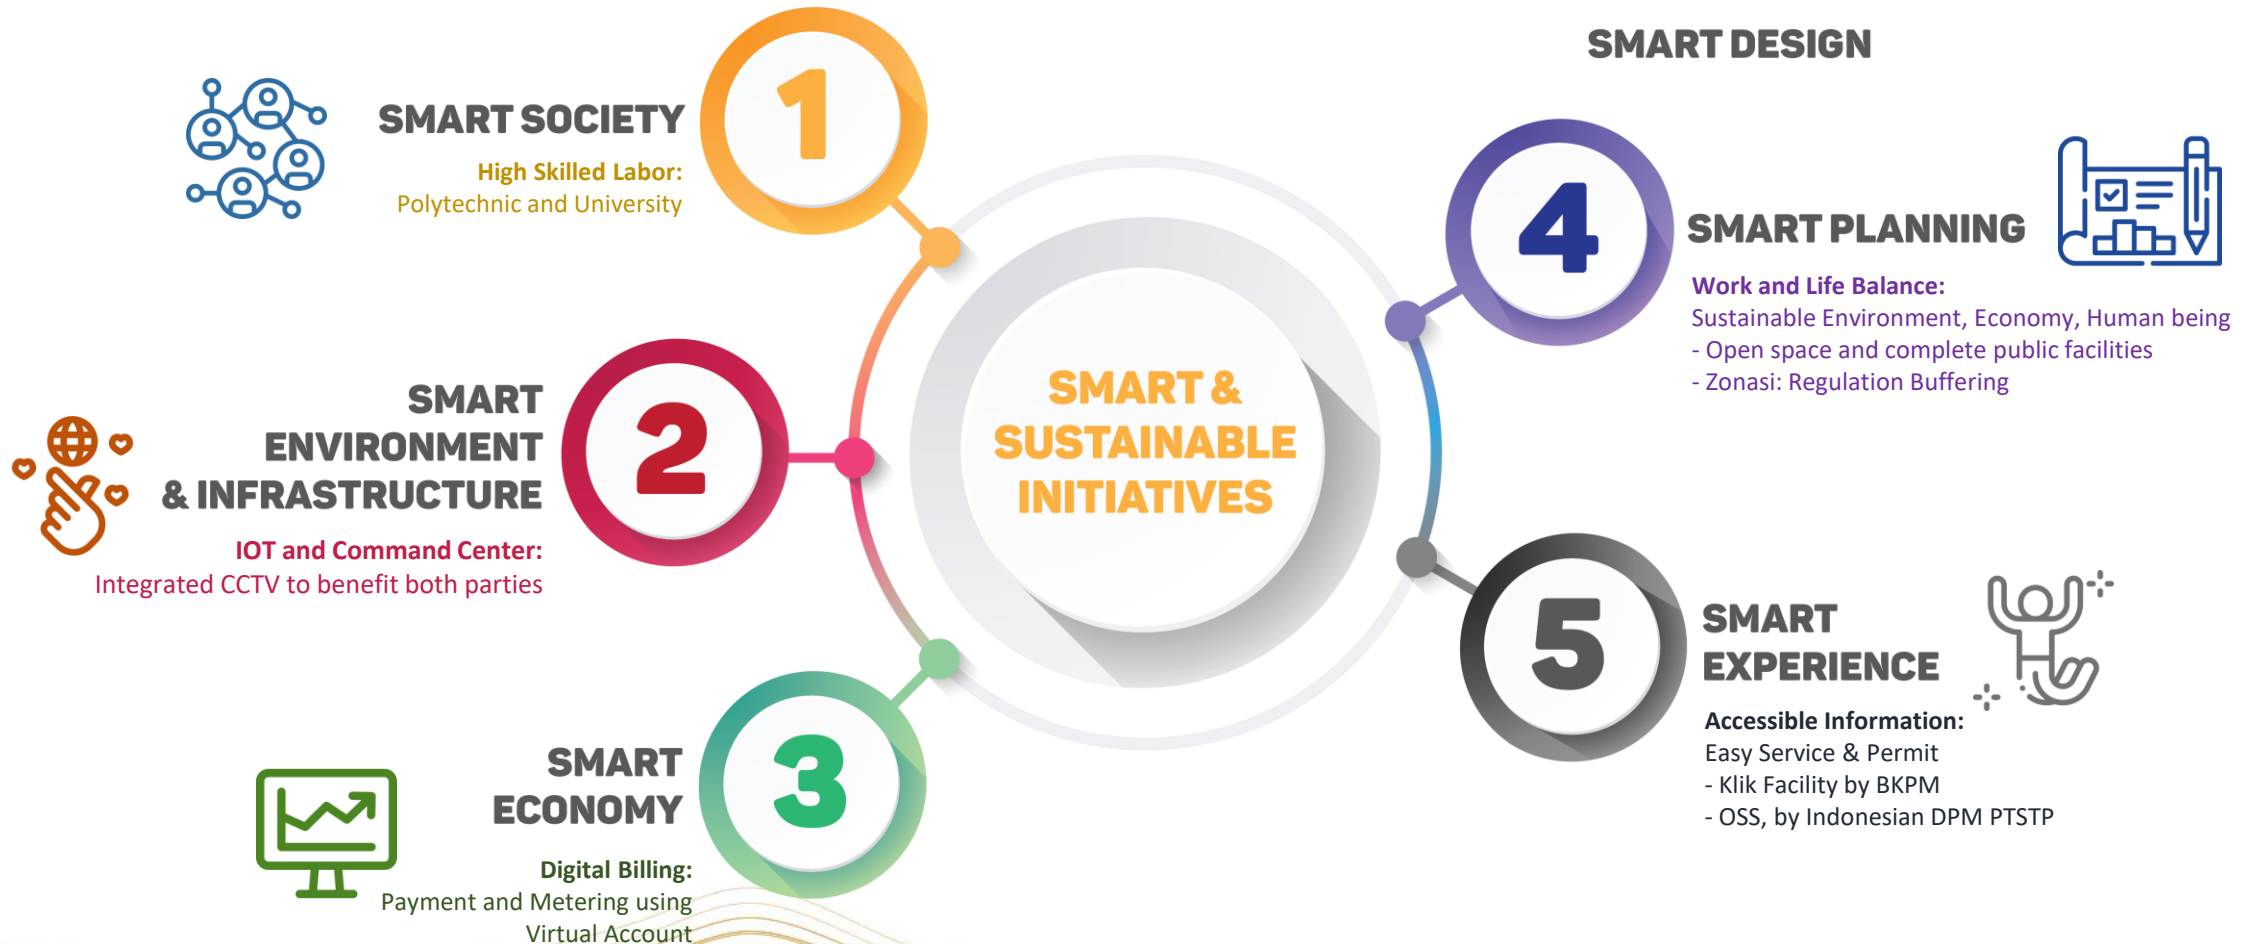 SMART DESIGN
1
SMART SOCIETY
High Skilled Labor:
Polytechnic and University
2
SMART
ENVIRONMENT
& INFRASTRUCTURE
IOT and Command Center:
Integrated CCTV to benefit both parties
3
SMART
ECONOMY
Digital Billing:
Payment and Metering using
Virtual Account
SMART &
SUSTAINABLE
INITIATIVES
4
SMART PLANNING
Work and Life Balance:
Sustainable Environment, Economy, Human being
- Open space and complete public facilities
- Zonasi: Regulation Buffering
5
SMART
EXPERIENCE
Accessible Information:
Easy Service & Permit
- Klik Facility by BKPM
- OSS, by Indonesian DPM PTSTP